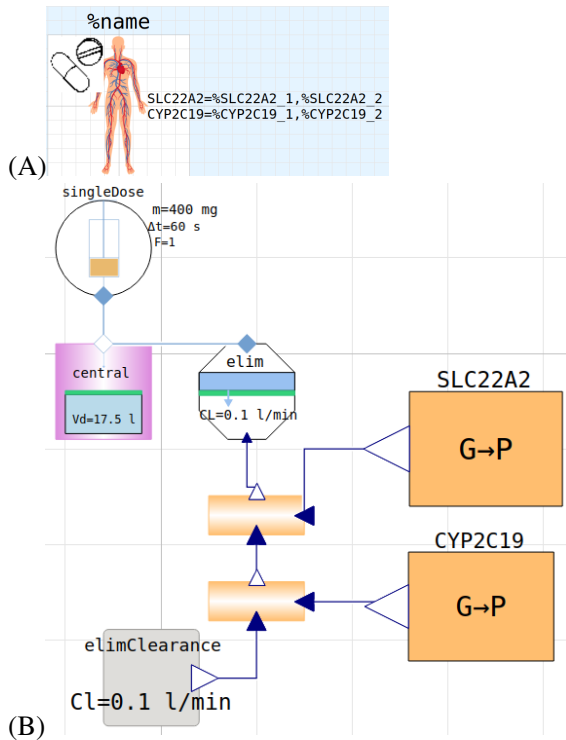 %name
SLC22A2=%SLC22A2_1,%SLC22A2_2
CYP2C19=%CYP2C19_1,%CYP2C19_2
(A)
singleDose
m=400 mg
Δt=60 s
F=1
central
Vd=17.5 l
elim
CL=0.1 l/min
SLC22A2
G→P
CYP2C19
G→P
elimClearance
Cl=0.1 l/min
(B)